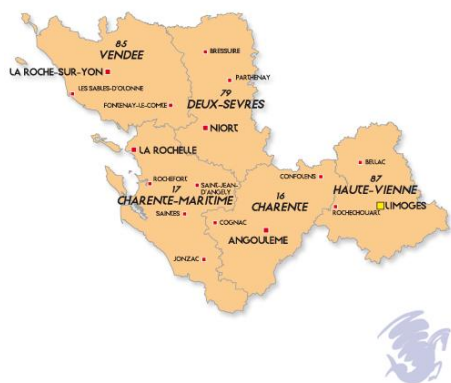 85
VENDEE
BRESSUIRE
LA ROCHE-SUR-YON
PARTHENAY
LES SABLES-D'OLONNE
79
DEUX-SEVRES
FONTENAY-LE-COMTE
NIORT
LA ROCHELLE
BELLAC
CONFOLENS
87
HAUTE-VIENNE
ROCHEFORT
17
CHARENTE-MARITIME
SAINT-JEAN-
D'ANGELY
16
CHARENTE
ROCHECHOUART
LIMOGES
SAINTES
COGNAC
ANGOULEME
JONZAC